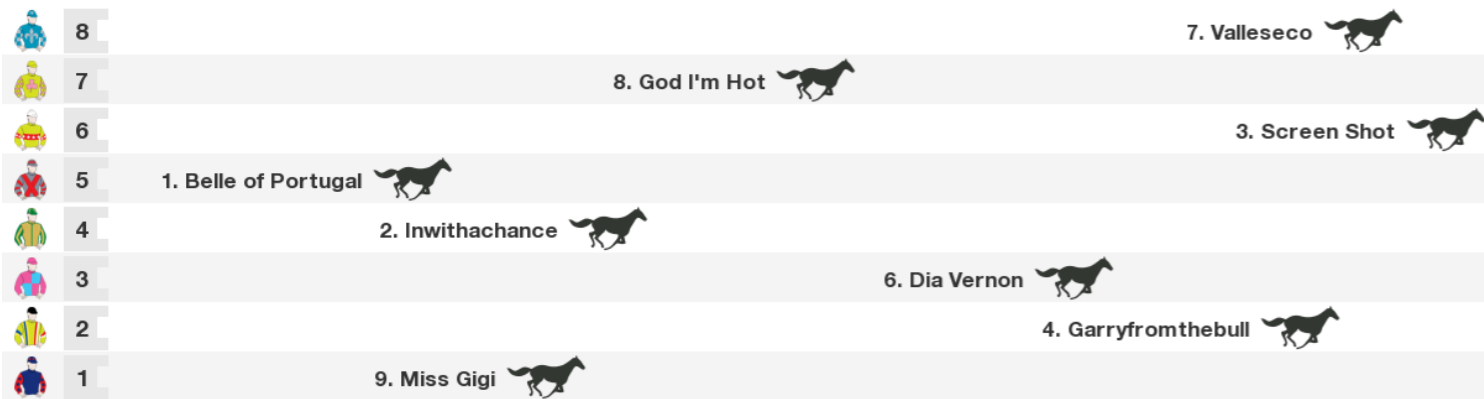 8 7. Valleseco
7 8. God I'm Hot
6 3. Screen Shot
5 1. Belle of Portugal
4 2. Inwithachance
3 6. Dia Vernon
2 4. Garryfromthebull
1 9. Miss Gigi